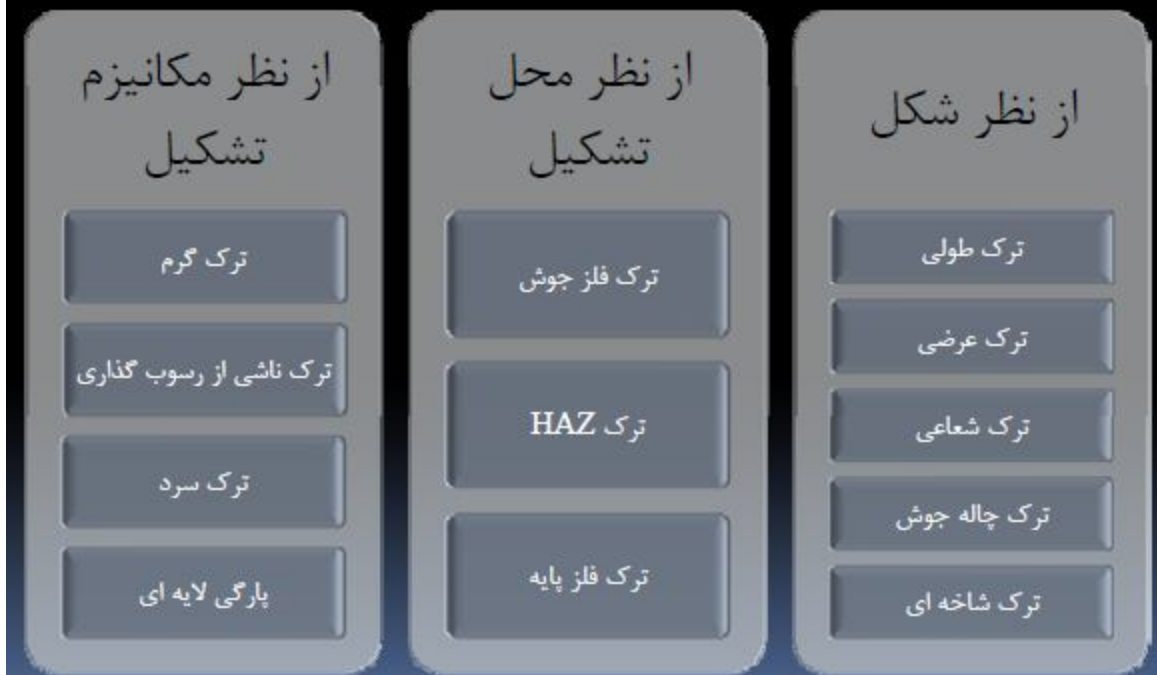 از نظر شکل
ترک طولی
ترک عرضی
ترک شعاعی
ترک چاله جوش
ترک شاخه ای
از نظر محل
تشکیل
ترک فلز جوش
ترک HAZ
ترک فلز پایه
از نظر مکانیزم
تشکیل
ترک گرم
ترک ناشی از رسوب گذاری
ترک سرد
پارگی لایه ای